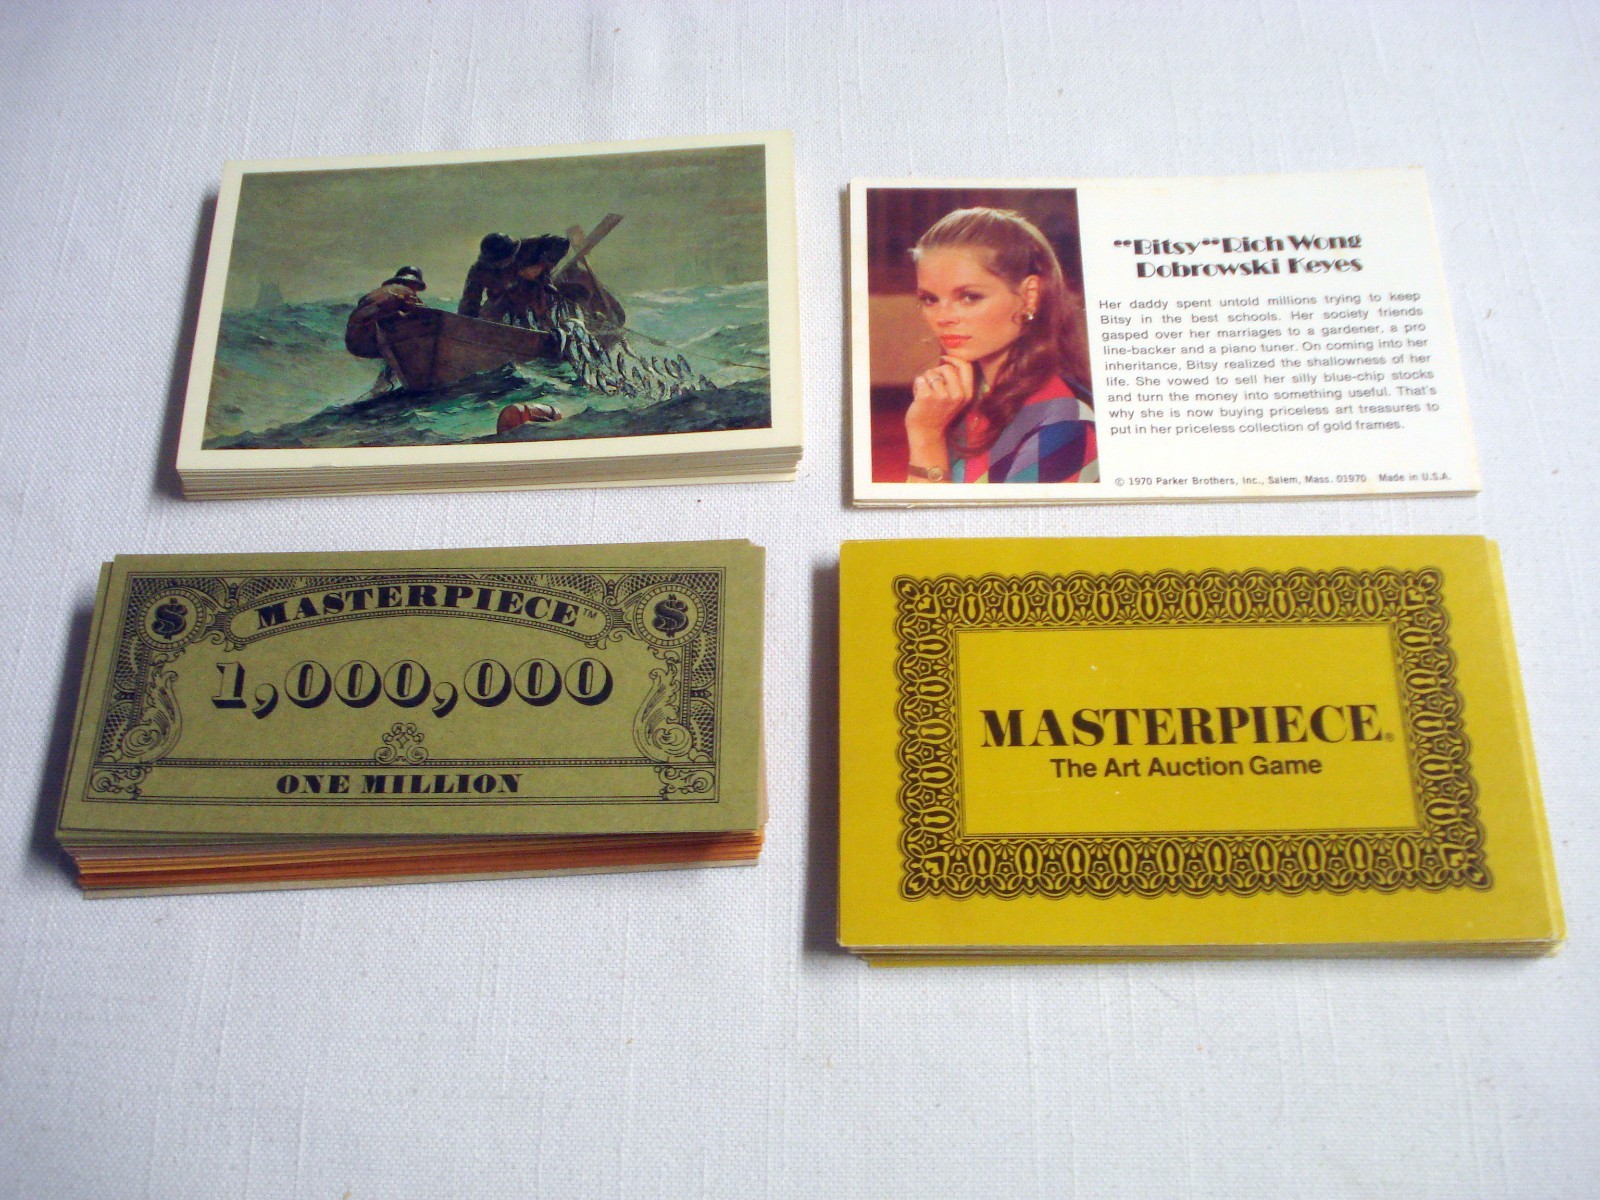 "Bitsy" Rich Wong
Dobrowski Keyes
Her daddy spent untold millions trying to keep
Bitsy in the best schools. Her society friends
gasped over her marriages to a gardener, a pro
line-backer and a piano tuner. On coming into her
inheritance, Bitsy realized the shallowness of her
life. She vowed to sell her silly blue-chip stocks
and turn the money into something useful. That's
why she is now buying priceless art treasures to
put in her priceless collection of gold frames.
© 1970 Parker Brothers, Inc., Salem, Mass. 01970 Made in U.S.A.
$ MASTERPIECE™ $
1,000,000
ONE MILLION
MASTERPIECE®
The Art Auction Game